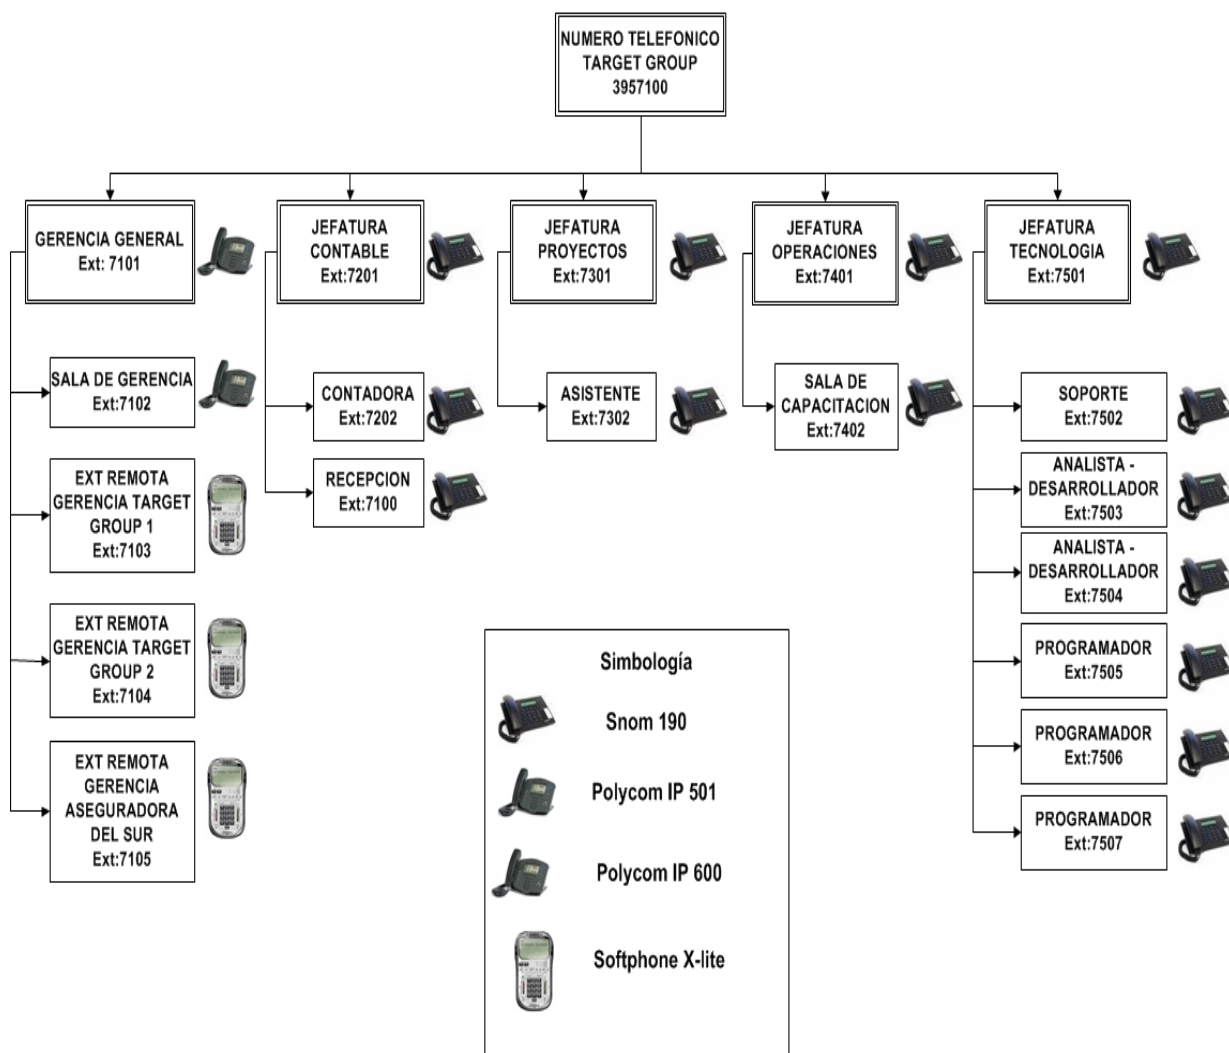 NUMERO TELEFONICO
TARGET GROUP
3957100
GERENCIA GENERAL
Ext: 7101
JEFATURA
CONTABLE
Ext:7201
JEFATURA
PROYECTOS
Ext:7301
JEFATURA
OPERACIONES
Ext:7401
JEFATURA
TECNOLOGIA
Ext:7501
SALA DE GERENCIA
Ext:7102
CONTADORA
Ext:7202
ASISTENTE
Ext:7302
SALA DE
CAPACITACION
Ext:7402
SOPORTE
Ext:7502
EXT REMOTA
GERENCIA TARGET
GROUP 1
Ext:7103
RECEPCION
Ext:7100
ANALISTA -
DESARROLLADOR
Ext:7503
ANALISTA -
DESARROLLADOR
Ext:7504
EXT REMOTA
GERENCIA TARGET
GROUP 2
Ext:7104
PROGRAMADOR
Ext:7505
PROGRAMADOR
Ext:7506
EXT REMOTA
GERENCIA
ASEGURADORA
DEL SUR
Ext:7105
PROGRAMADOR
Ext:7507
Simbología
Snom 190
Polycom IP 501
Polycom IP 600
Softphone X-lite